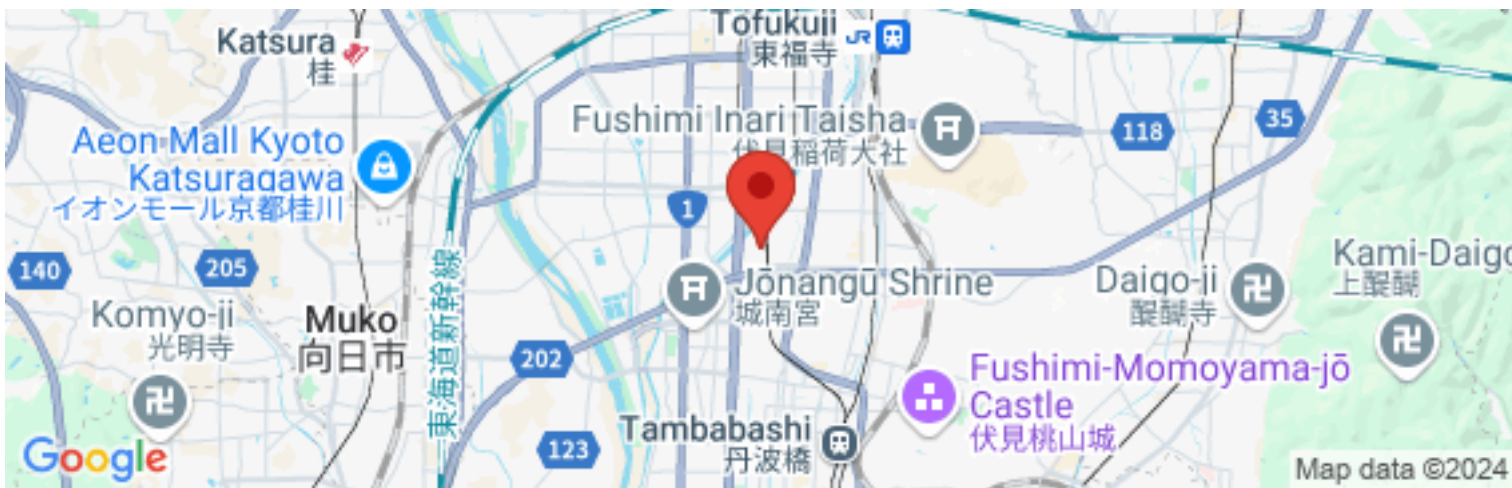 Katsura
桂
Tofukuji
東福寺
JR
Fushimi Inari Taisha
伏見稲荷大社
118
35
Aeon Mall Kyoto
Katsuragawa
イオンモール京都桂川
1
140
205
Jōnangū Shrine
城南宮
Daigo-ji
醍醐寺
Kami-Daigo
上醍醐
Komyo-ji
光明寺
Muko
向日市
東海道新幹線
202
Fushimi-Momoyama-jō
Castle
伏見桃山城
Tambabashi
丹波橋
123
Google
Map data ©2024